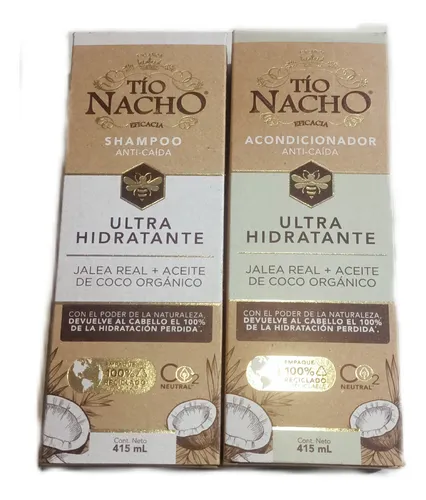 TÍO
NACHO®
EFICACIA
SHAMPOO
ANTI-CAÍDA
ULTRA
HIDRATANTE
JALEA REAL + ACEITE
DE COCO ORGÁNICO
CON EL PODER DE LA NATURALEZA,
DEVUELVE AL CABELLO EL 100%
DE LA HIDRATACIÓN PERDIDA*.
EMPAQUE
100%
CO2
NEUTRAL
Cont. Neto
415 mL
TÍO
NACHO®
EFICACIA
ACONDICIONADOR
ANTI-CAÍDA
ULTRA
HIDRATANTE
JALEA REAL + ACEITE
DE COCO ORGÁNICO
CON EL PODER DE LA NATURALEZA,
DEVUELVE AL CABELLO EL 100%
DE LA HIDRATACIÓN PERDIDA*.
EMPAQUE
100%
RECICLADO
CO2
NEUTRAL
Cont. Neto
415 mL